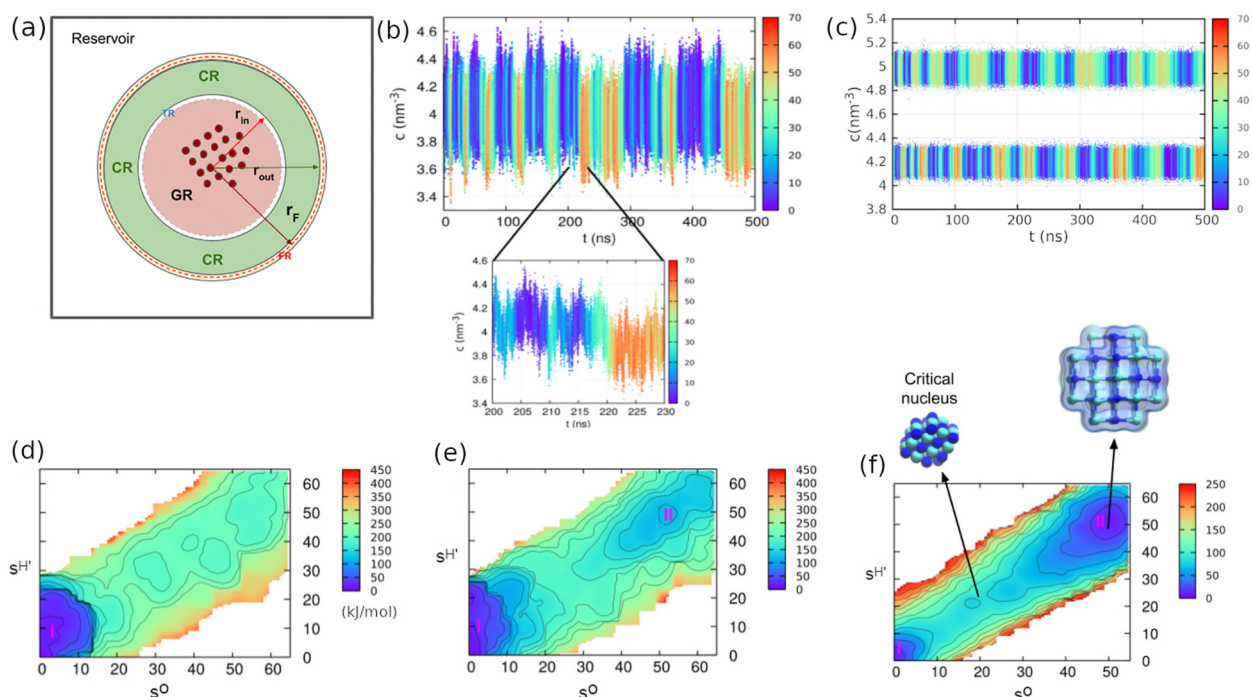 (a)
Reservoir
CR
TR
r in
CR
CR
r out
GR
r F
FR
CR
(b)
4.6
4.4
4.2
4
3.8
3.6
3.4
c (nm-3)
0 100 200 300 400 500
t (ns)
70
60
50
40
30
20
10
0
4.6
4.4
4.2
4
3.8
3.6
3.4
c (nm-3)
200 205 210 215 220 225 230
t (ns)
70
60
50
40
30
20
10
0
(c)
5.4
5.2
5
4.8
4.6
4.4
4.2
4
3.8
c(nm-3)
0 100 200 300 400 500
t (ns)
70
60
50
40
30
20
10
0
(d)
60
50
40
30
20
10
0
sH'
I
0 10 20 30 40 50 60
sO
450
400
350
300
250
200
150
100
50
0
(kJ/mol)
(e)
60
50
40
30
20
10
0
sH'
II
I
0 10 20 30 40 50 60
sO
450
400
350
300
250
200
150
100
50
0
Critical
nucleus
(f)
60
50
40
30
20
10
0
sH'
II
I
0 10 20 30 40 50
sO
250
200
150
100
50
0